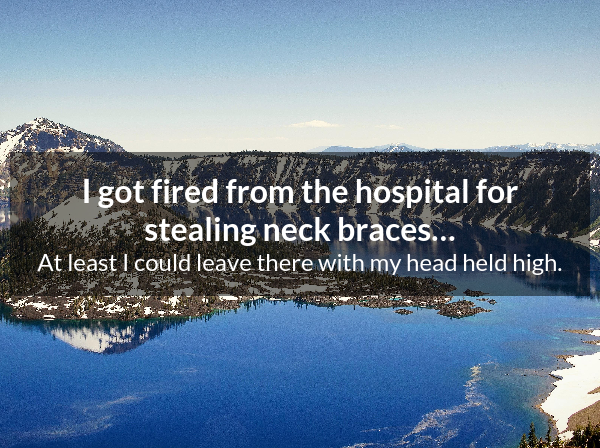 I got fired from the hospital for
stealing neck braces...
At least I could leave there with my head held high.